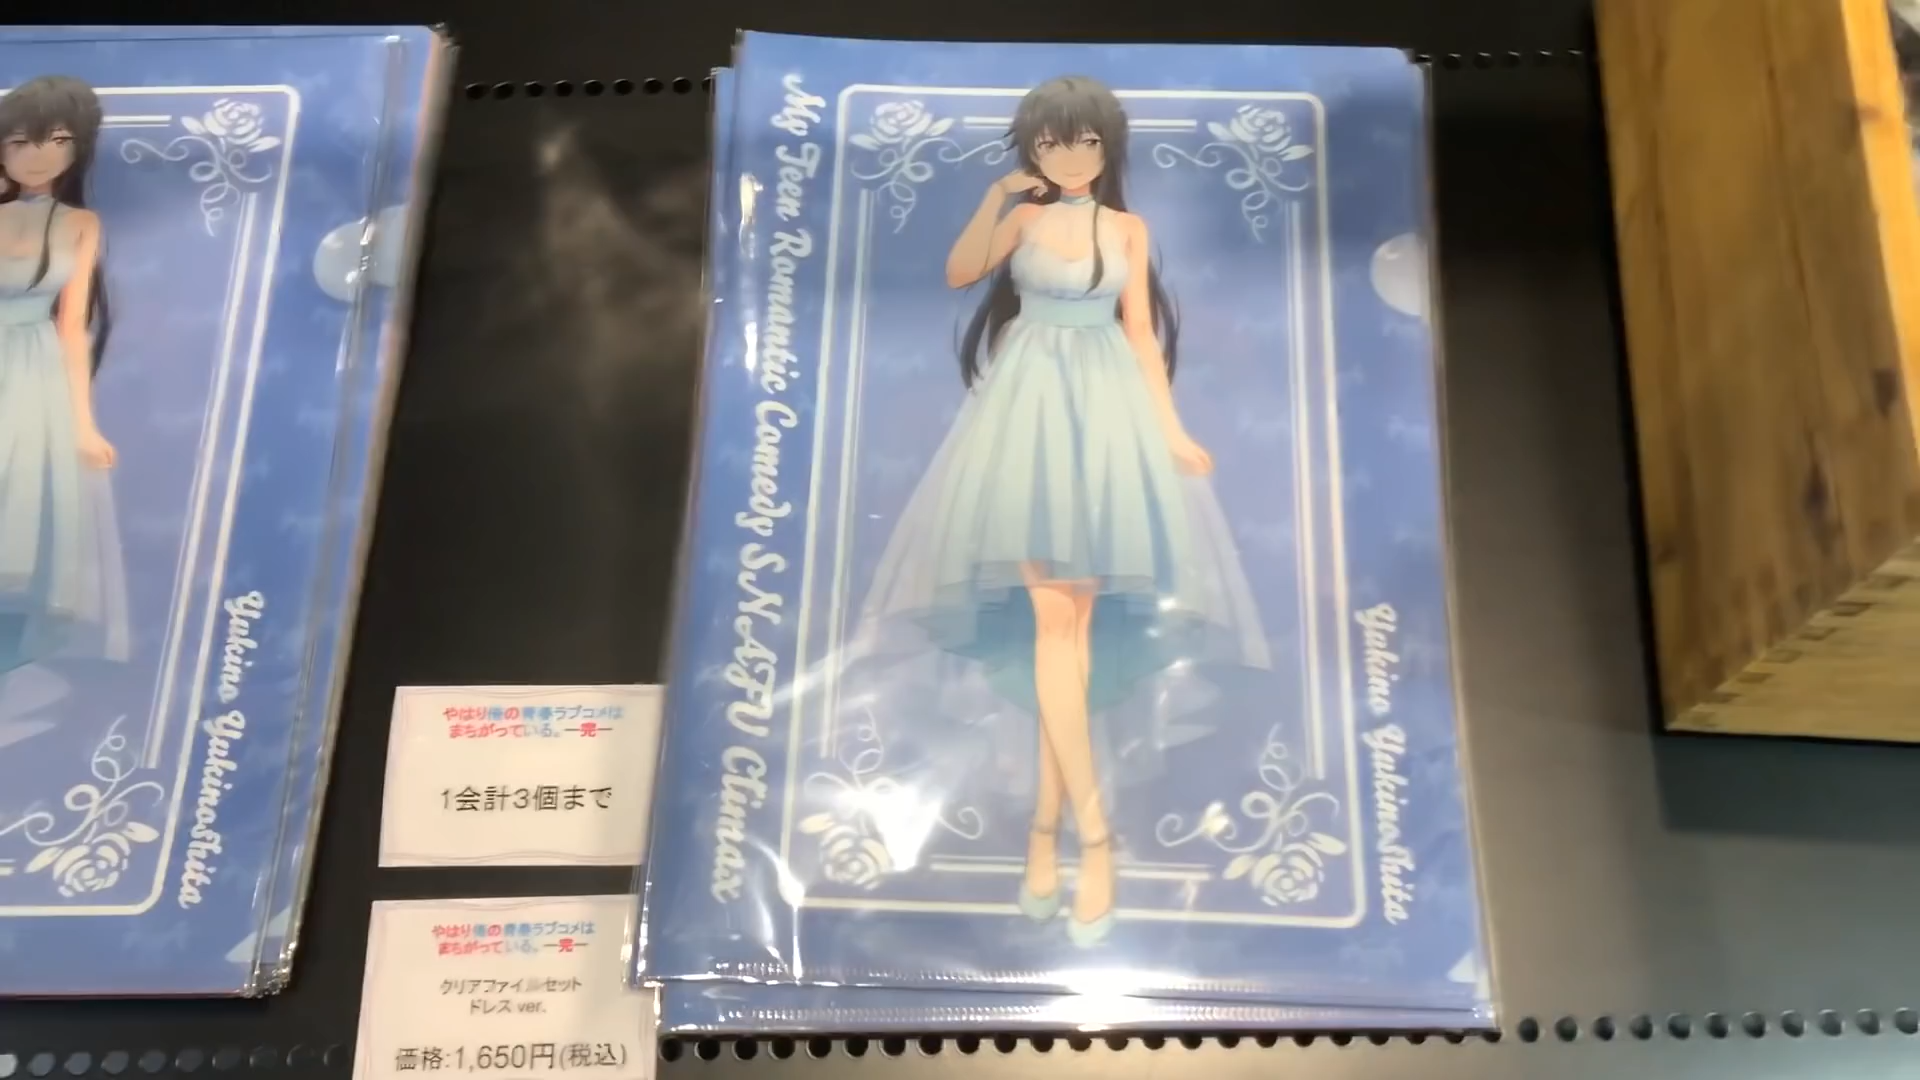 Yukino Yukinoshita
My Teen Romantic Comedy SNAFU Climax
Yukino Yukinoshita
やはり俺の青春ラブコメは
まちがっている。―完―
1会計3個まで
やはり俺の青春ラブコメは
まちがっている。―完―
クリアファイルセット
ドレス ver.
価格:1,650円(税込)